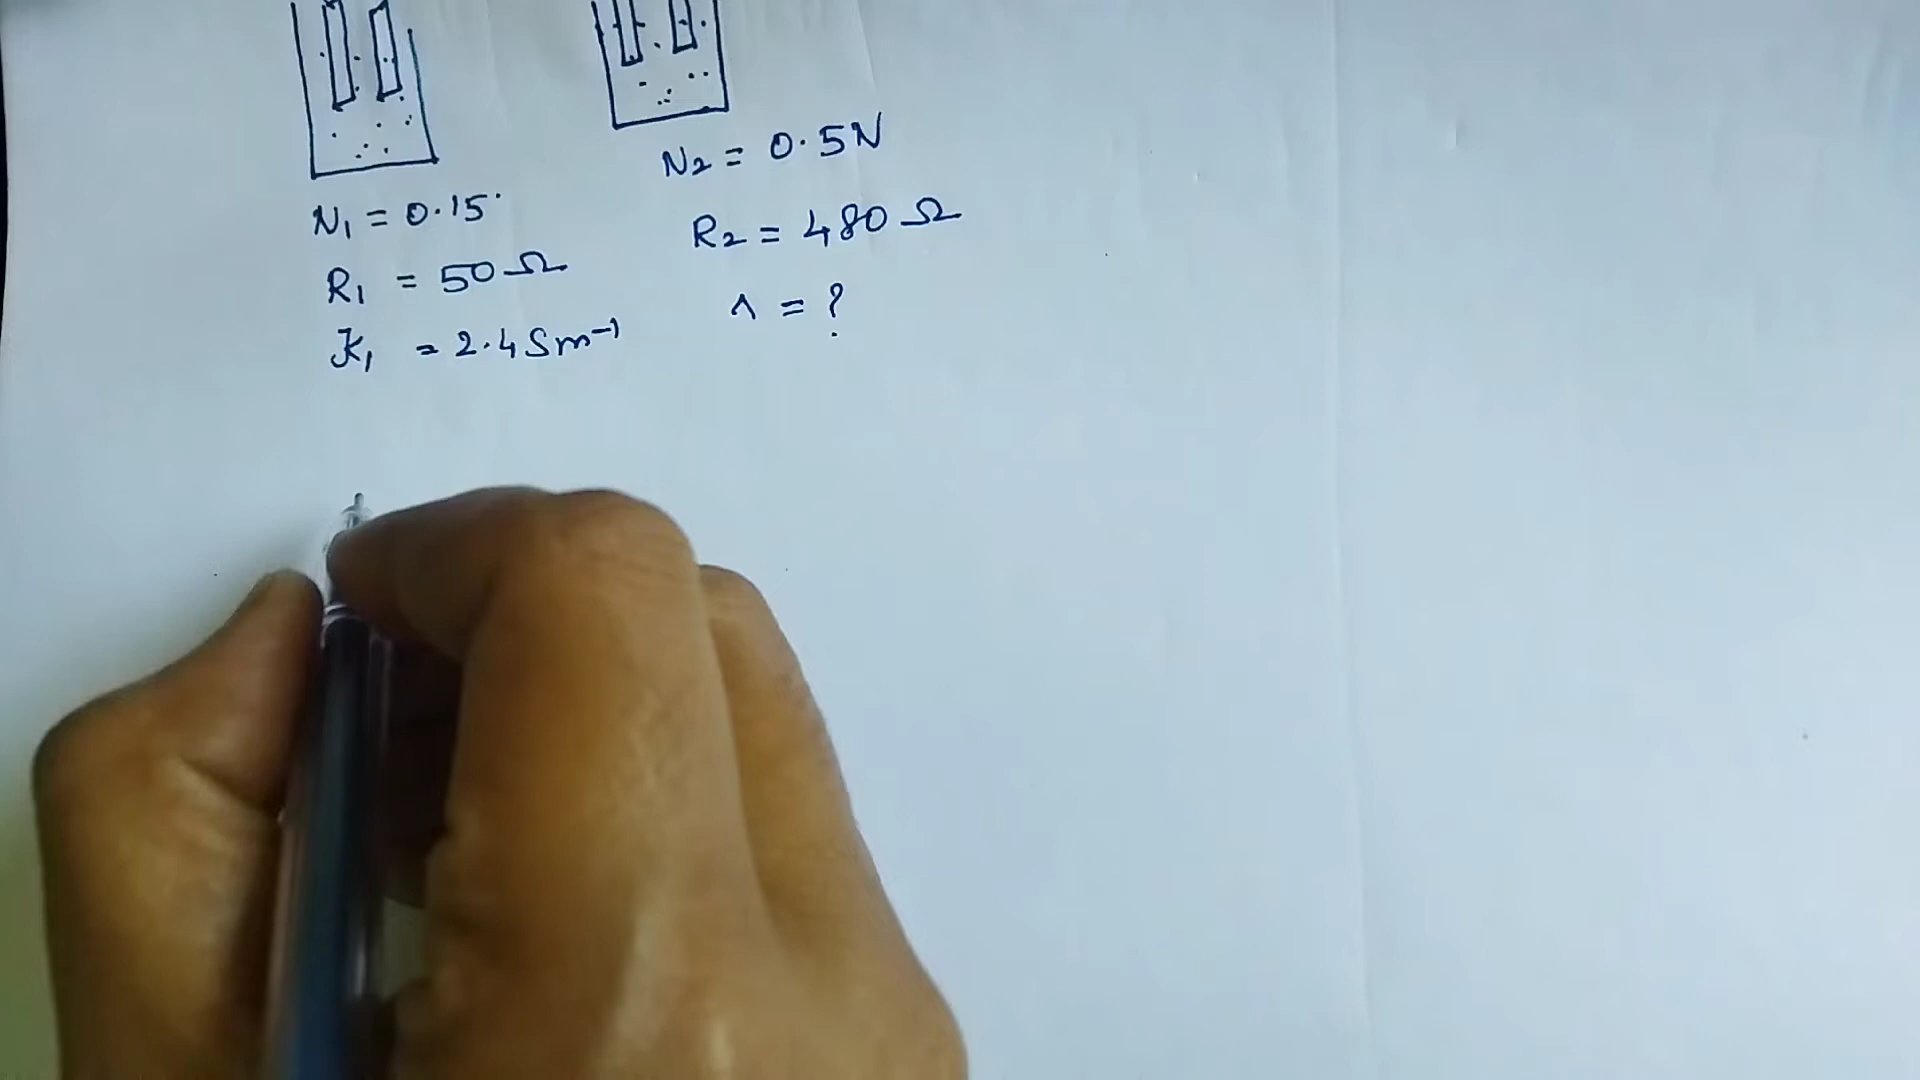 N₁ = 0.15
R₁ = 50 Ω
K₁ = 2.4 Sm⁻¹
N₂ = 0.5N
R₂ = 480 Ω
^ = ?